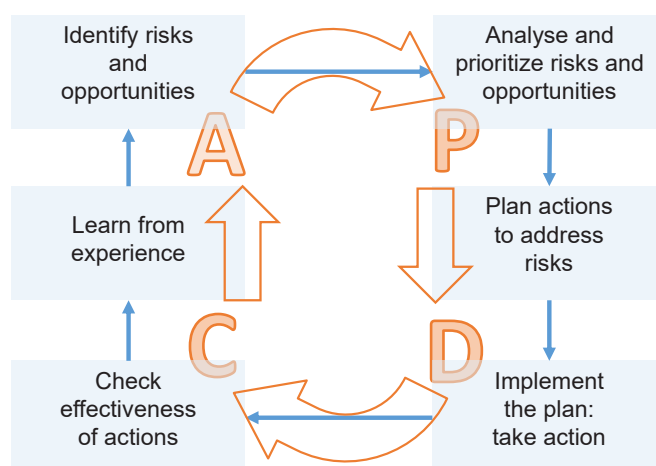 Identify risks
and
opportunities
Analyse and
prioritize risks and
opportunities
A
P
Learn from
experience
Plan actions
to address
risks
C
D
Check
effectiveness
of actions
Implement
the plan:
take action